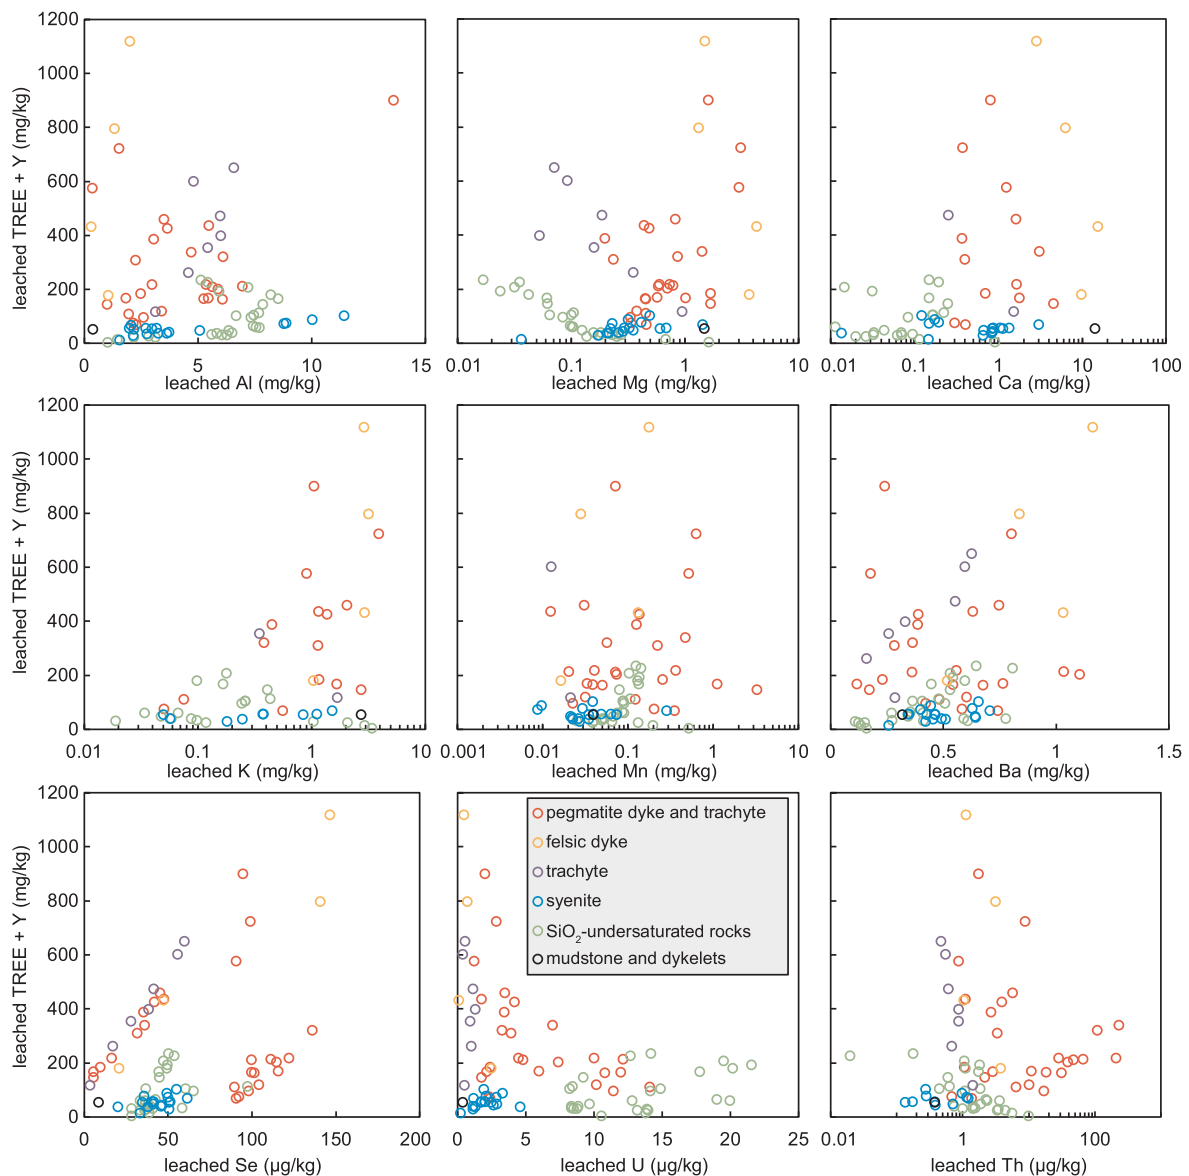 1200
1000
800
600
400
200
0
leached TREE + Y (mg/kg)
0 5 10 15
leached Al (mg/kg)
0.01 0.1 1 10
leached Mg (mg/kg)
0.01 0.1 1 10 100
leached Ca (mg/kg)
1200
1000
800
600
400
200
0
leached TREE + Y (mg/kg)
0.01 0.1 1 10
leached K (mg/kg)
0.001 0.01 0.1 1 10
leached Mn (mg/kg)
0 0.5 1 1.5
leached Ba (mg/kg)
1200
1000
800
600
400
200
0
leached TREE + Y (mg/kg)
pegmatite dyke and trachyte
felsic dyke
trachyte
syenite
SiO2-undersaturated rocks
mudstone and dykelets
0 50 100 150 200
leached Se (µg/kg)
0 5 10 15 20 25
leached U (µg/kg)
0.01 1 100
leached Th (µg/kg)